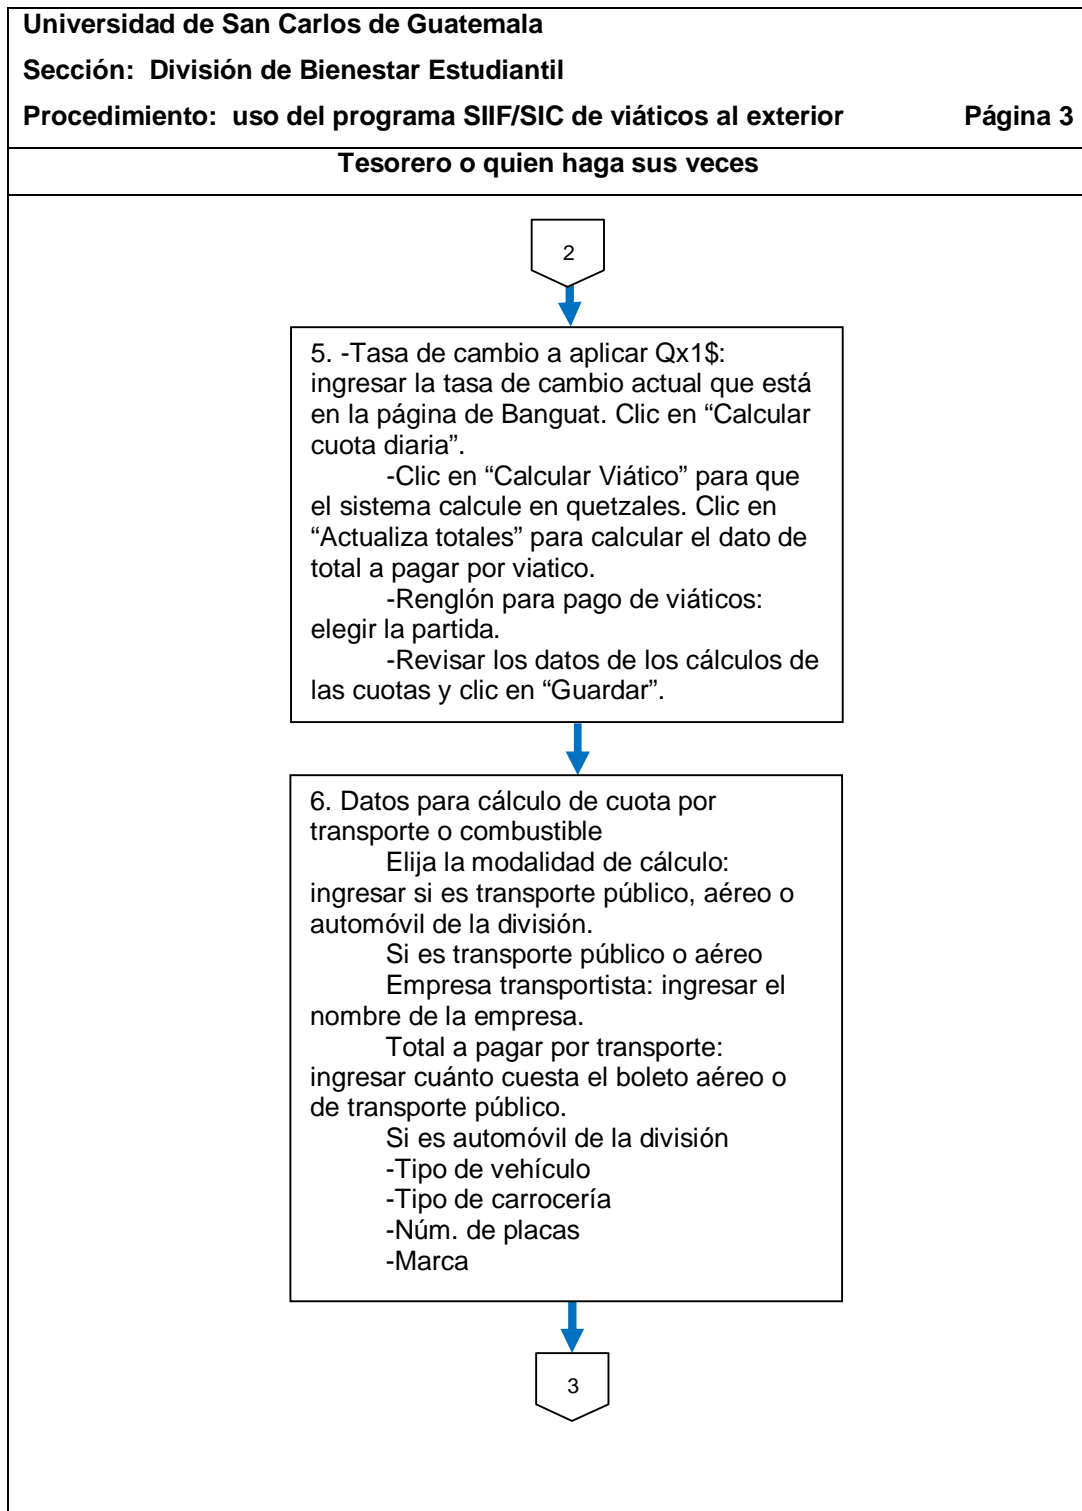 Universidad de San Carlos de Guatemala
Sección: División de Bienestar Estudiantil
Procedimiento: uso del programa SIIF/SIC de viáticos al exterior Página 3
Tesorero o quien haga sus veces
2
5. -Tasa de cambio a aplicar Qx1$:
ingresar la tasa de cambio actual que está
en la página de Banguat. Clic en “Calcular
cuota diaria”.
-Clic en “Calcular Viático” para que
el sistema calcule en quetzales. Clic en
“Actualiza totales” para calcular el dato de
total a pagar por viatico.
-Renglón para pago de viáticos:
elegir la partida.
-Revisar los datos de los cálculos de
las cuotas y clic en “Guardar”.
6. Datos para cálculo de cuota por
transporte o combustible
Elija la modalidad de cálculo:
ingresar si es transporte público, aéreo o
automóvil de la división.
Si es transporte público o aéreo
Empresa transportista: ingresar el
nombre de la empresa.
Total a pagar por transporte:
ingresar cuánto cuesta el boleto aéreo o
de transporte público.
Si es automóvil de la división
-Tipo de vehículo
-Tipo de carrocería
-Núm. de placas
-Marca
3